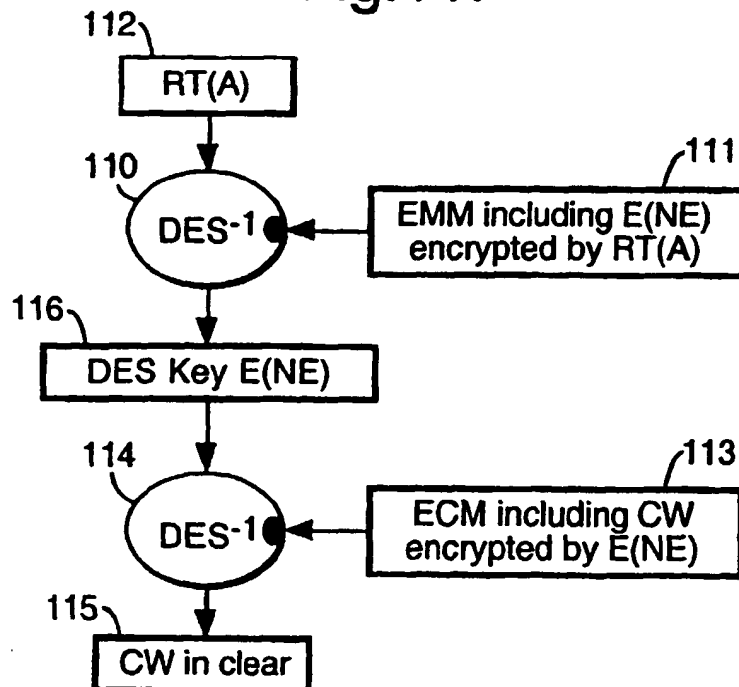 112
RT(A)
110
DES-1
111
EMM including E(NE)
encrypted by RT(A)
116
DES Key E(NE)
114
DES-1
113
ECM including CW
encrypted by E(NE)
115
CW in clear